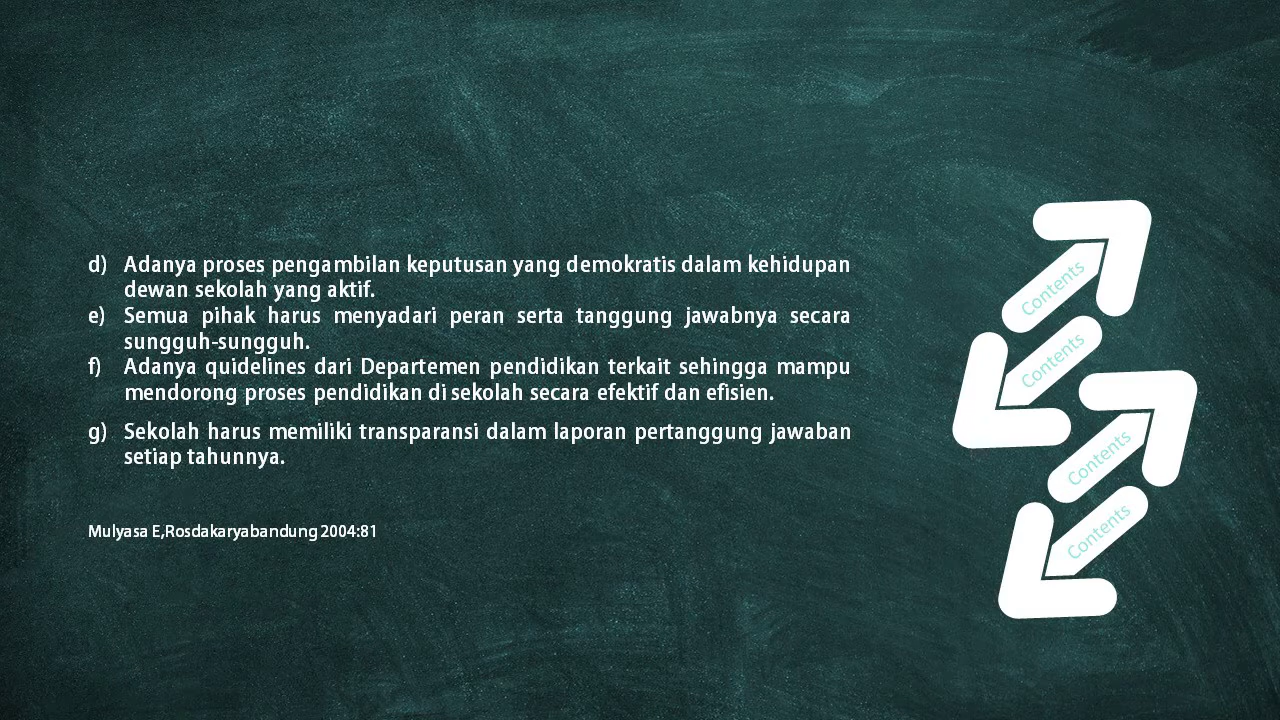 d) Adanya proses pengambilan keputusan yang demokratis dalam kehidupan
dewan sekolah yang aktif.
e) Semua pihak harus menyadari peran serta tanggung jawabnya secara
sungguh-sungguh.
f) Adanya quidelines dari Departemen pendidikan terkait sehingga mampu
mendorong proses pendidikan di sekolah secara efektif dan efisien.
g) Sekolah harus memiliki transparansi dalam laporan pertanggung jawaban
setiap tahunnya.
Mulyasa E,Rosdakaryabandung 2004:81
Contents
Contents
Contents
Contents